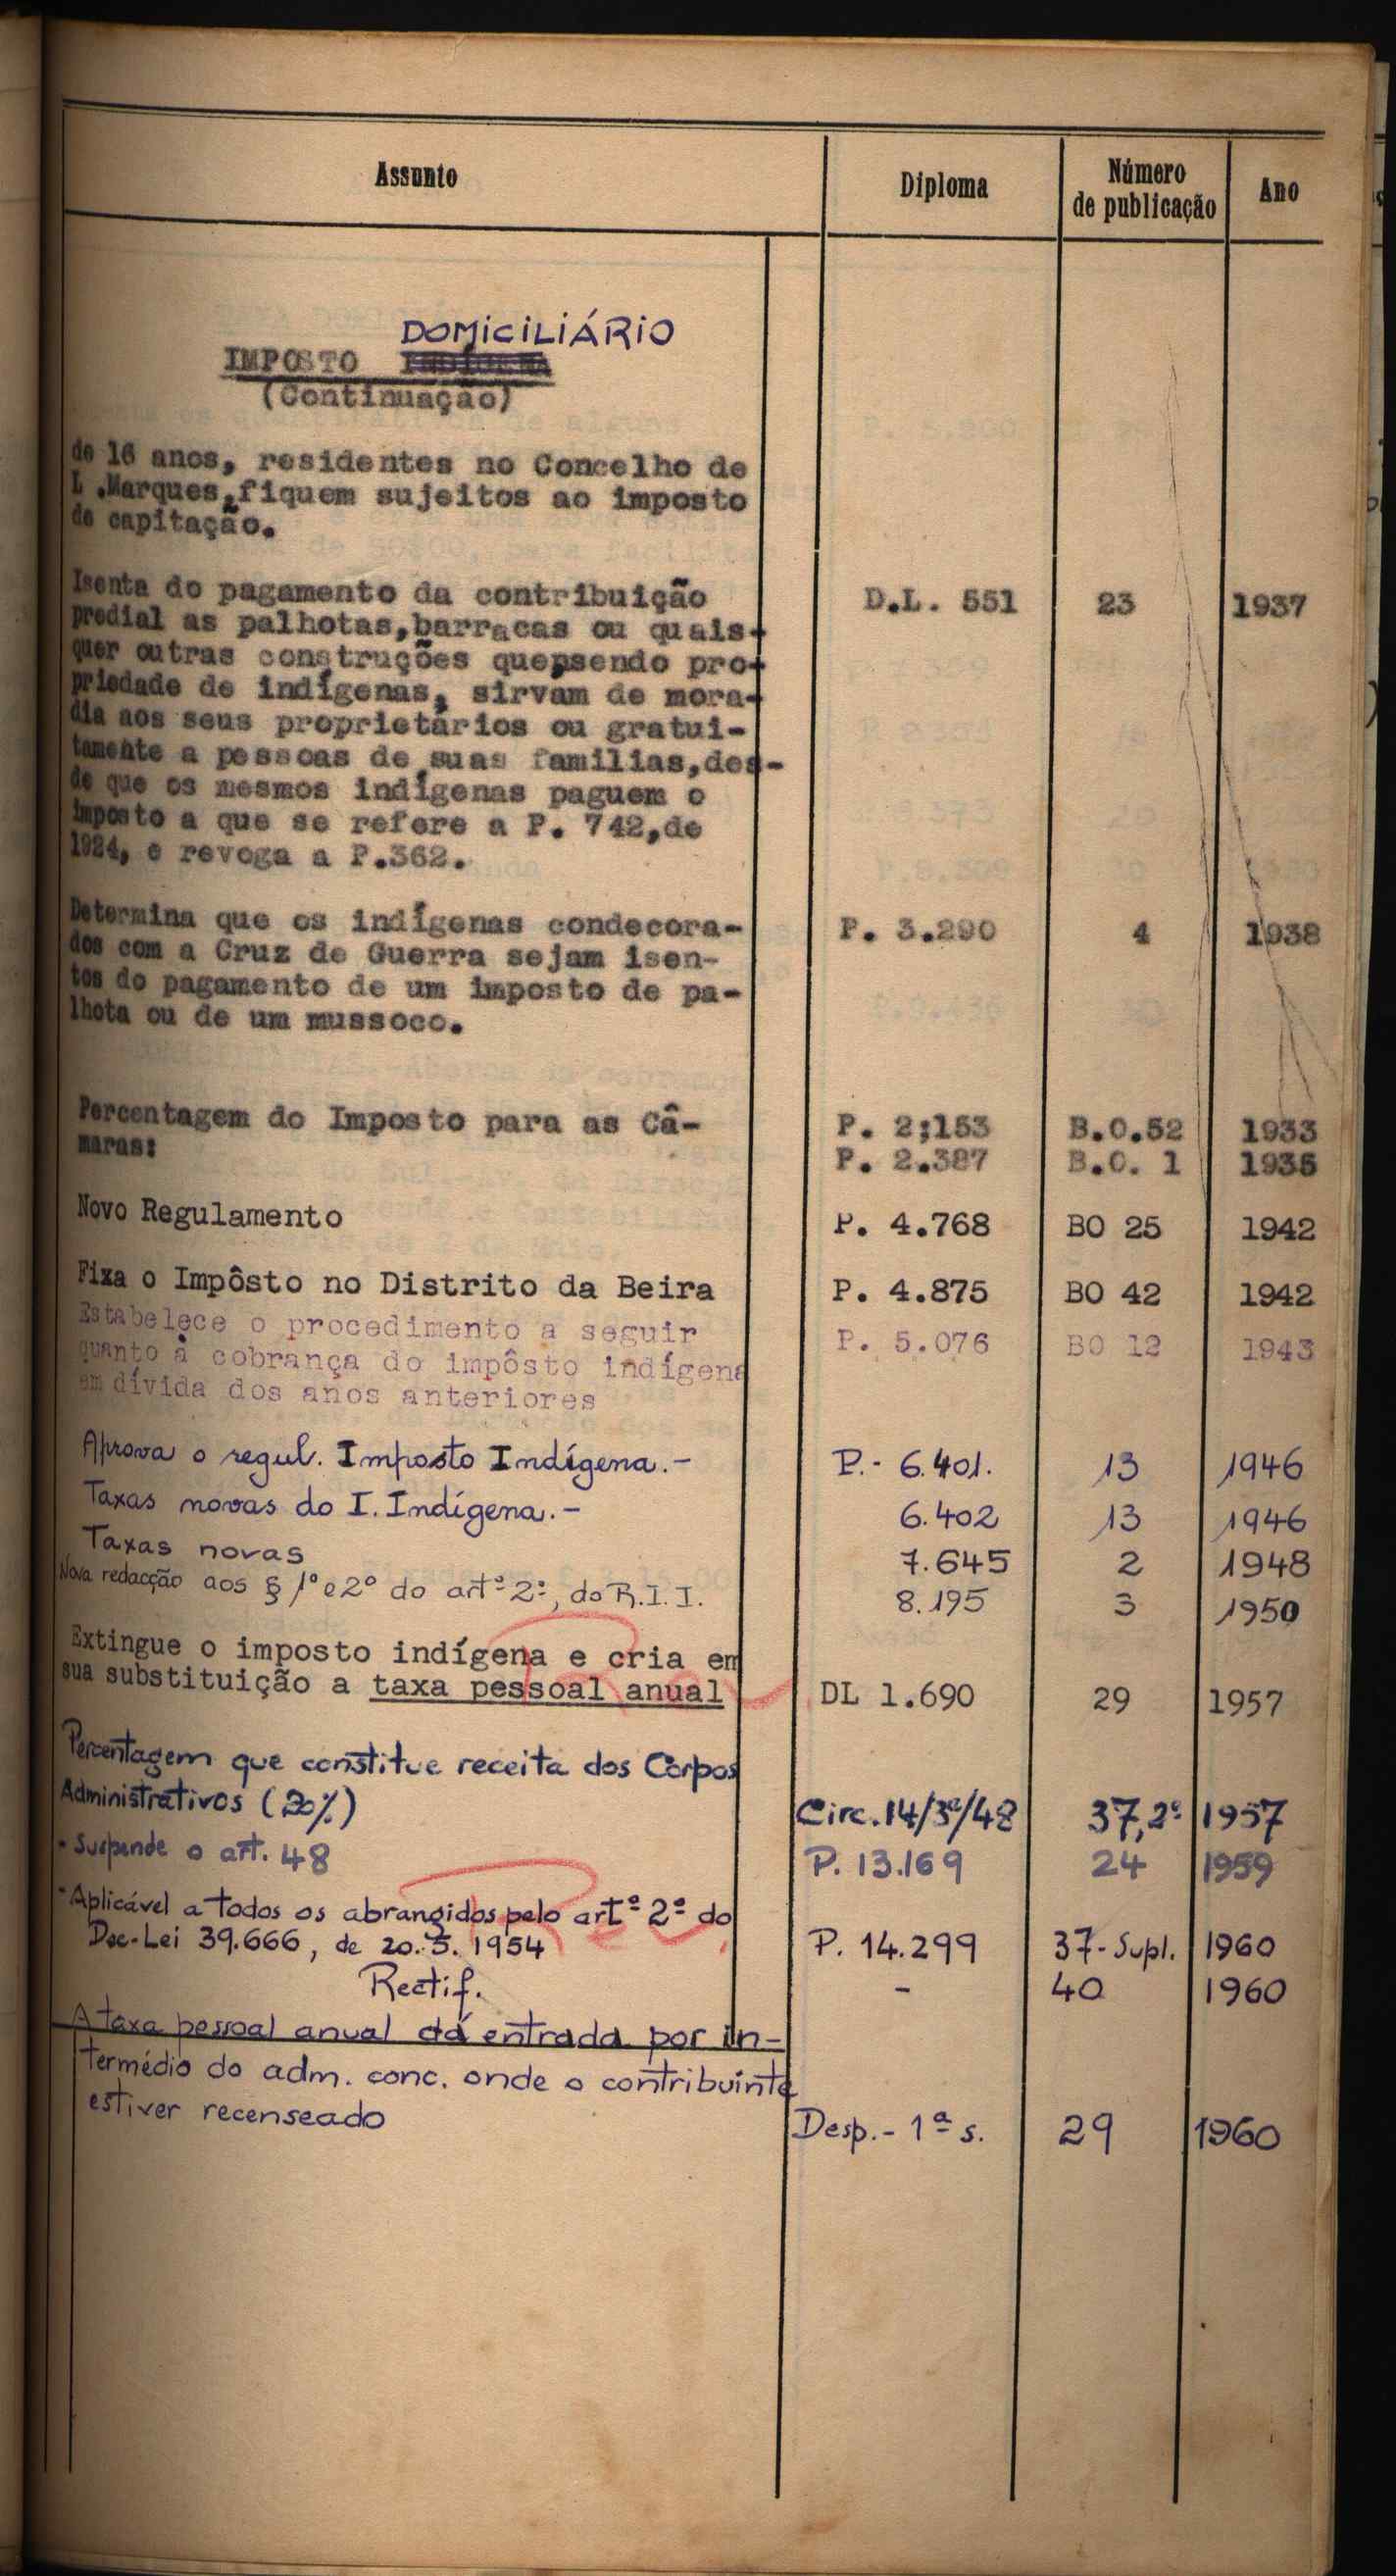 Assunto Diploma Número de publicação Ano
DOMICILIÁRIO
IMPOSTO
(Continuação)
de 16 anos, residentes no Concelho de
L .Marques,fiquem sujeitos ao imposto
de capitação.
Isenta do pagamento da contribuição D.L. 551 23 1937
predial as palhotas,barracas ou quais-
quer outras construções que,sendo pro-
priedade de indígenas, sirvam de mora-
dia aos seus proprietários ou gratui-
tamente a pessoas de suas familias,des-
de que os mesmos indígenas paguem o
imposto a que se refere a P. 742,de
1924, e revoga a P.362.
Determina que os indígenas condecora- P. 3.290 4 1938
dos com a Cruz de Guerra sejam isen-
tos do pagamento de um imposto de pa-
lhota ou de um mussoco.
Percentagem do Imposto para as Câ- P. 2;153 B.O.52 1933
maras: P. 2.387 B.O. 1 1935
Novo Regulamento P. 4.768 BO 25 1942
Fixa o Impôsto no Distrito da Beira P. 4.875 BO 42 1942
Estabelece o procedimento a seguir P. 5.076 BO 12 1943
quanto à cobrança do impôsto indígena
em dívida dos anos anteriores
Aprova o regul. Imposto Indígena.- P.- 6.401. 13 1946
Taxas novas do I. Indígena.- 6.402 13 1946
Taxas novas 7.645 2 1948
Nova redacção aos § 1º e 2º do artº 2º, do R.I.I. 8.195 3 1950
Extingue o imposto indígena e cria em
sua substituição a taxa pessoal anual DL 1.690 29 1957
Percentagem que constitue receita dos Corpos
Administrativos (20%) Circ.14/3ª/48 37,2º 1957
- Suspende o art. 48 P. 13.169 24 1959
- Aplicável a todos os abrangidos pelo artº 2º do
Dec-Lei 39.666, de 20.5.1954 P. 14.299 37-Supl. 1960
Rectif. - 40 1960
A taxa pessoal anual dá entrada por in-
termédio do adm. conc. onde o contribuinte
estiver recenseado Desp.- 1ª s. 29 1960